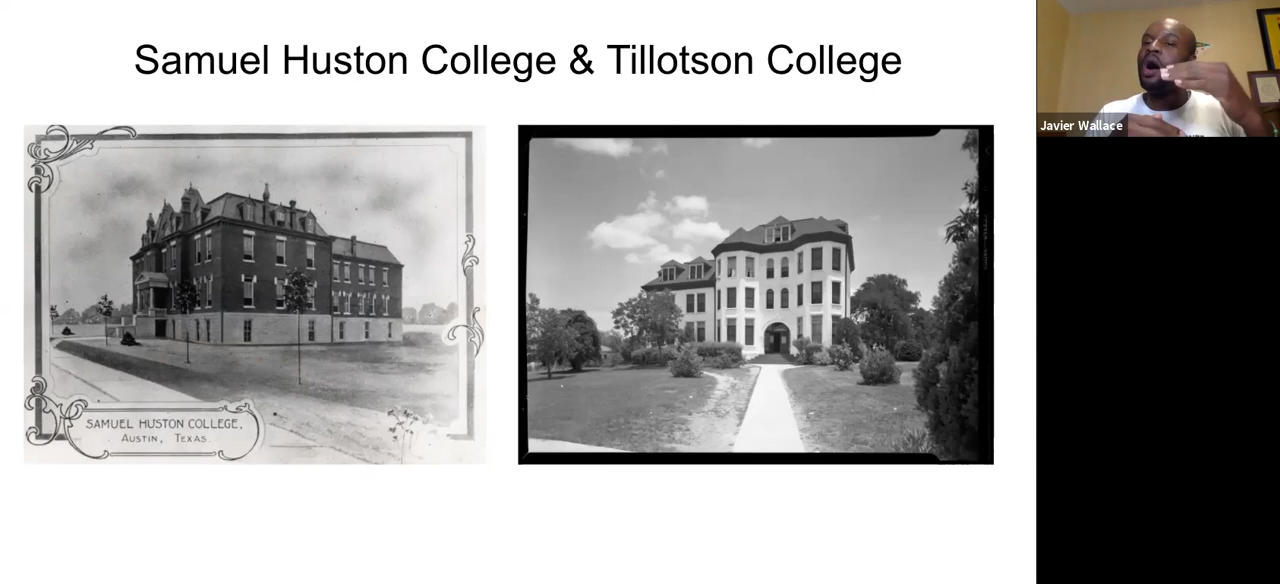 Samuel Huston College & Tillotson College
SAMUEL HUSTON COLLEGE,
AUSTIN, TEXAS.
Javier Wallace